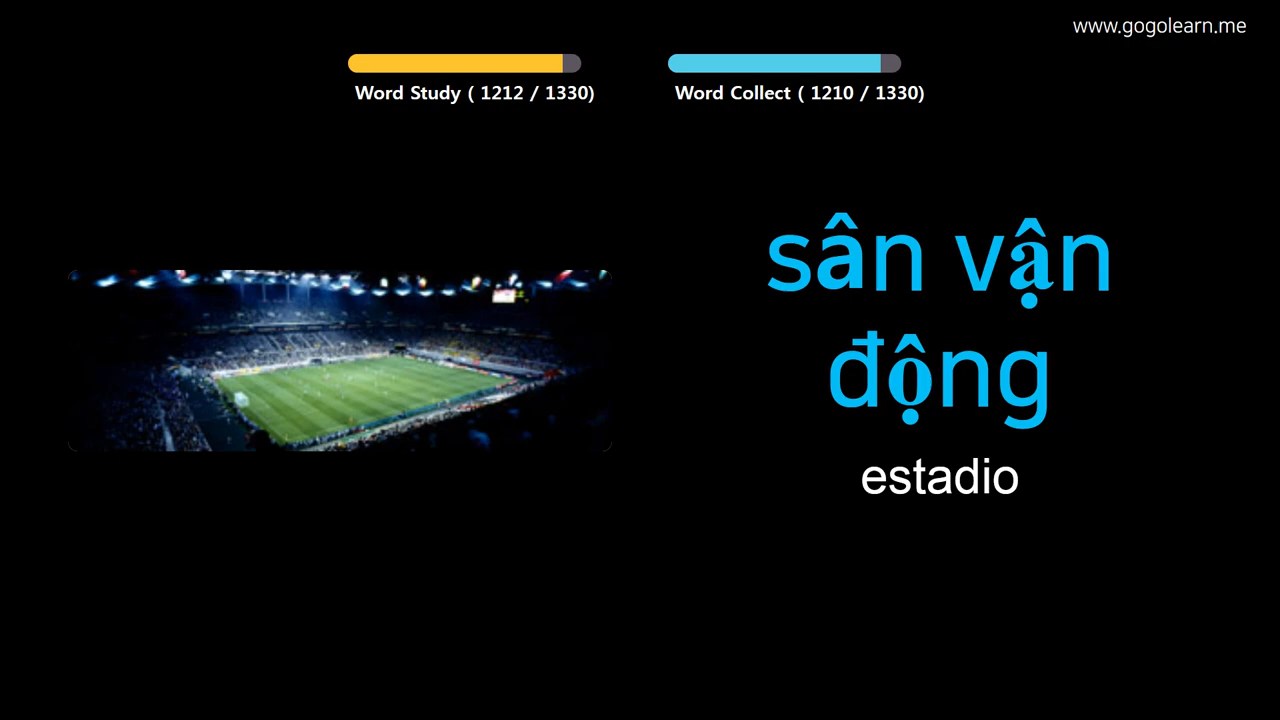 www.gogolearn.me
Word Study ( 1212 / 1330)
Word Collect ( 1210 / 1330)
sân vận
động
estadio